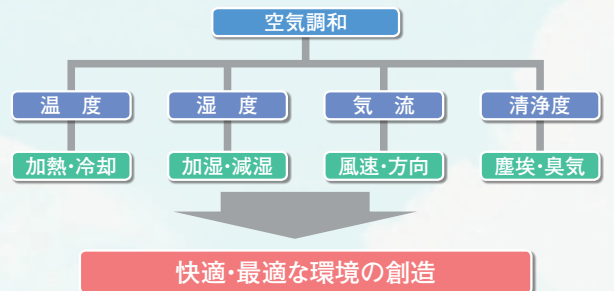 空気調和
温　度
湿　度
気　流
清浄度
加熱・冷却
加湿・減湿
風速・方向
塵埃・臭気
快適・最適な環境の創造